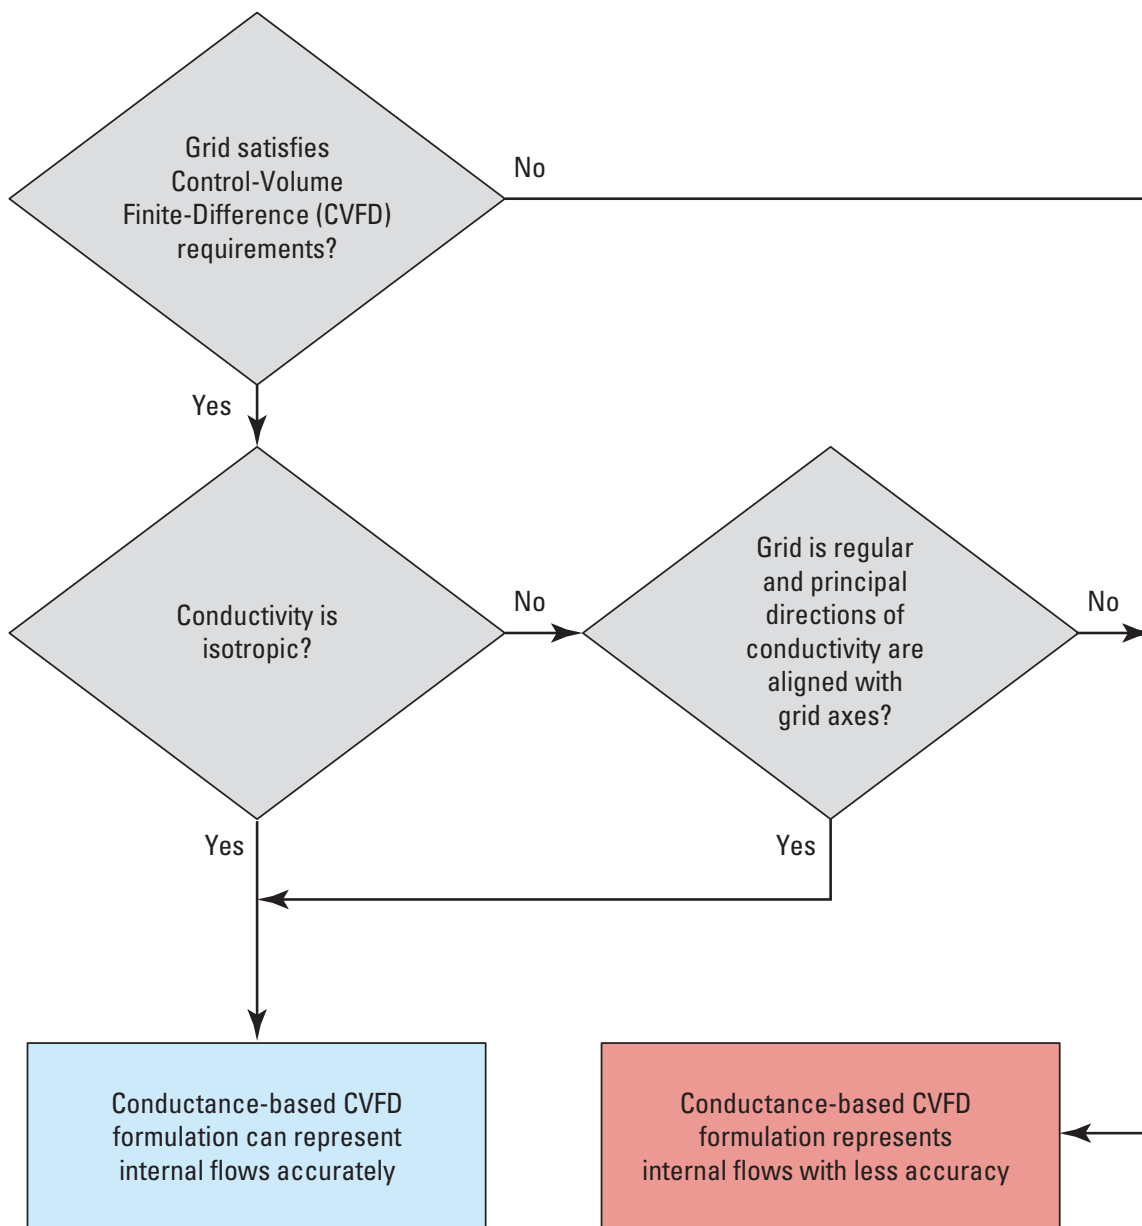 Grid satisfies
Control-Volume
Finite-Difference (CVFD)
requirements?
No
Yes
Conductivity is
isotropic?
No
Grid is regular
and principal
directions of
conductivity are
aligned with
grid axes?
No
Yes
Yes
Conductance-based CVFD
formulation can represent
internal flows accurately
Conductance-based CVFD
formulation represents
internal flows with less accuracy